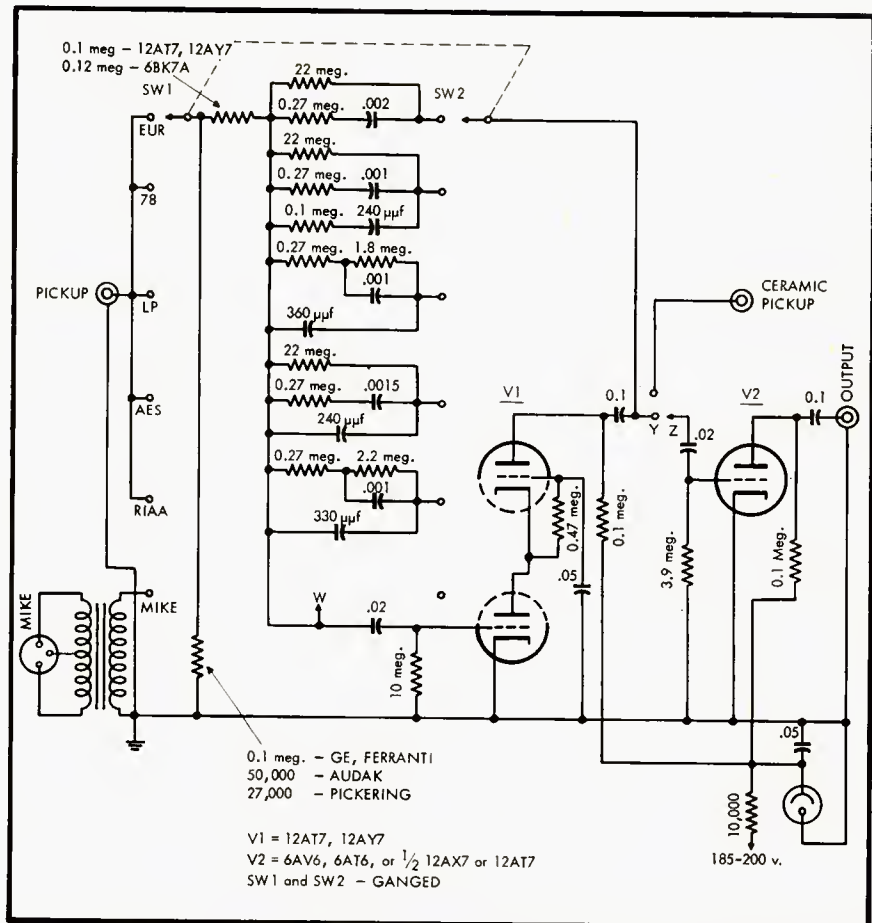 0.1 meg – 12AT7, 12AY7
0.12 meg – 6BK7A
SW1
EUR
78
PICKUP
LP
AES
RIAA
MIKE
MIKE
22 meg.
0.27 meg. .002
SW2
22 meg.
0.27 meg. .001
0.1 meg. 240 μμf
0.27 meg. 1.8 meg.
.001
360 μμf
22 meg.
0.27 meg. .0015
240 μμf
0.27 meg. 2.2 meg.
.001
330 μμf
W
.02
10 meg.
V1
0.47 meg.
.05
0.1
0.1 meg.
CERAMIC
PICKUP
Y Z
.02
3.9 meg.
V2
0.1
0.1 Meg.
OUTPUT
.05
10,000
185-200 v.
0.1 meg. – GE, FERRANTI
50,000 – AUDAK
27,000 – PICKERING
V1 = 12AT7, 12AY7
V2 = 6AV6, 6AT6, or 1/2 12AX7 or 12AT7
SW1 and SW2 – GANGED